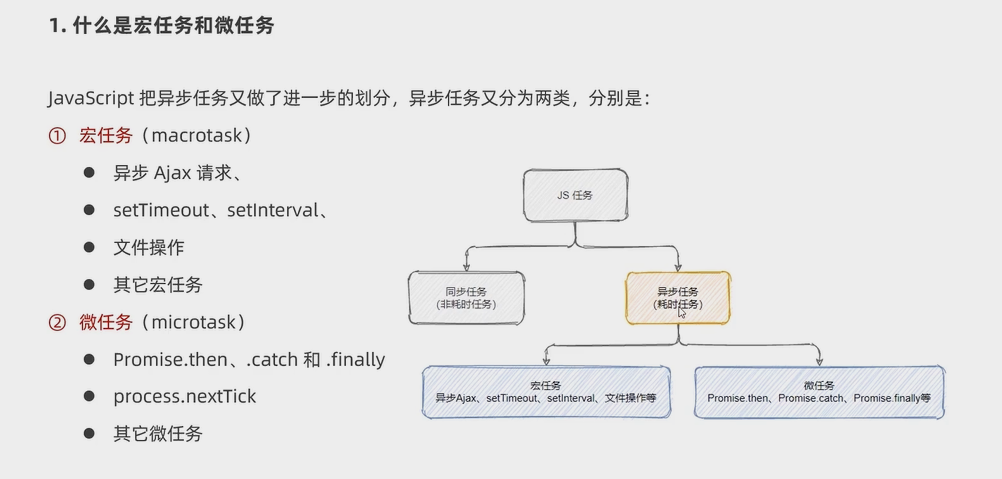 1. 什么是宏任务和微任务
JavaScript 把异步任务又做了进一步的划分，异步任务又分为两类，分别是：
① 宏任务（macrotask）
● 异步 Ajax 请求、
● setTimeout、setInterval、
● 文件操作
● 其它宏任务
② 微任务（microtask）
● Promise.then、.catch 和 .finally
● process.nextTick
● 其它微任务
JS 任务
同步任务
(非耗时任务)
异步任务
(耗时任务)
宏任务
异步Ajax、setTimeout、setInterval、文件操作等
微任务
Promise.then、Promise.catch、Promise.finally等